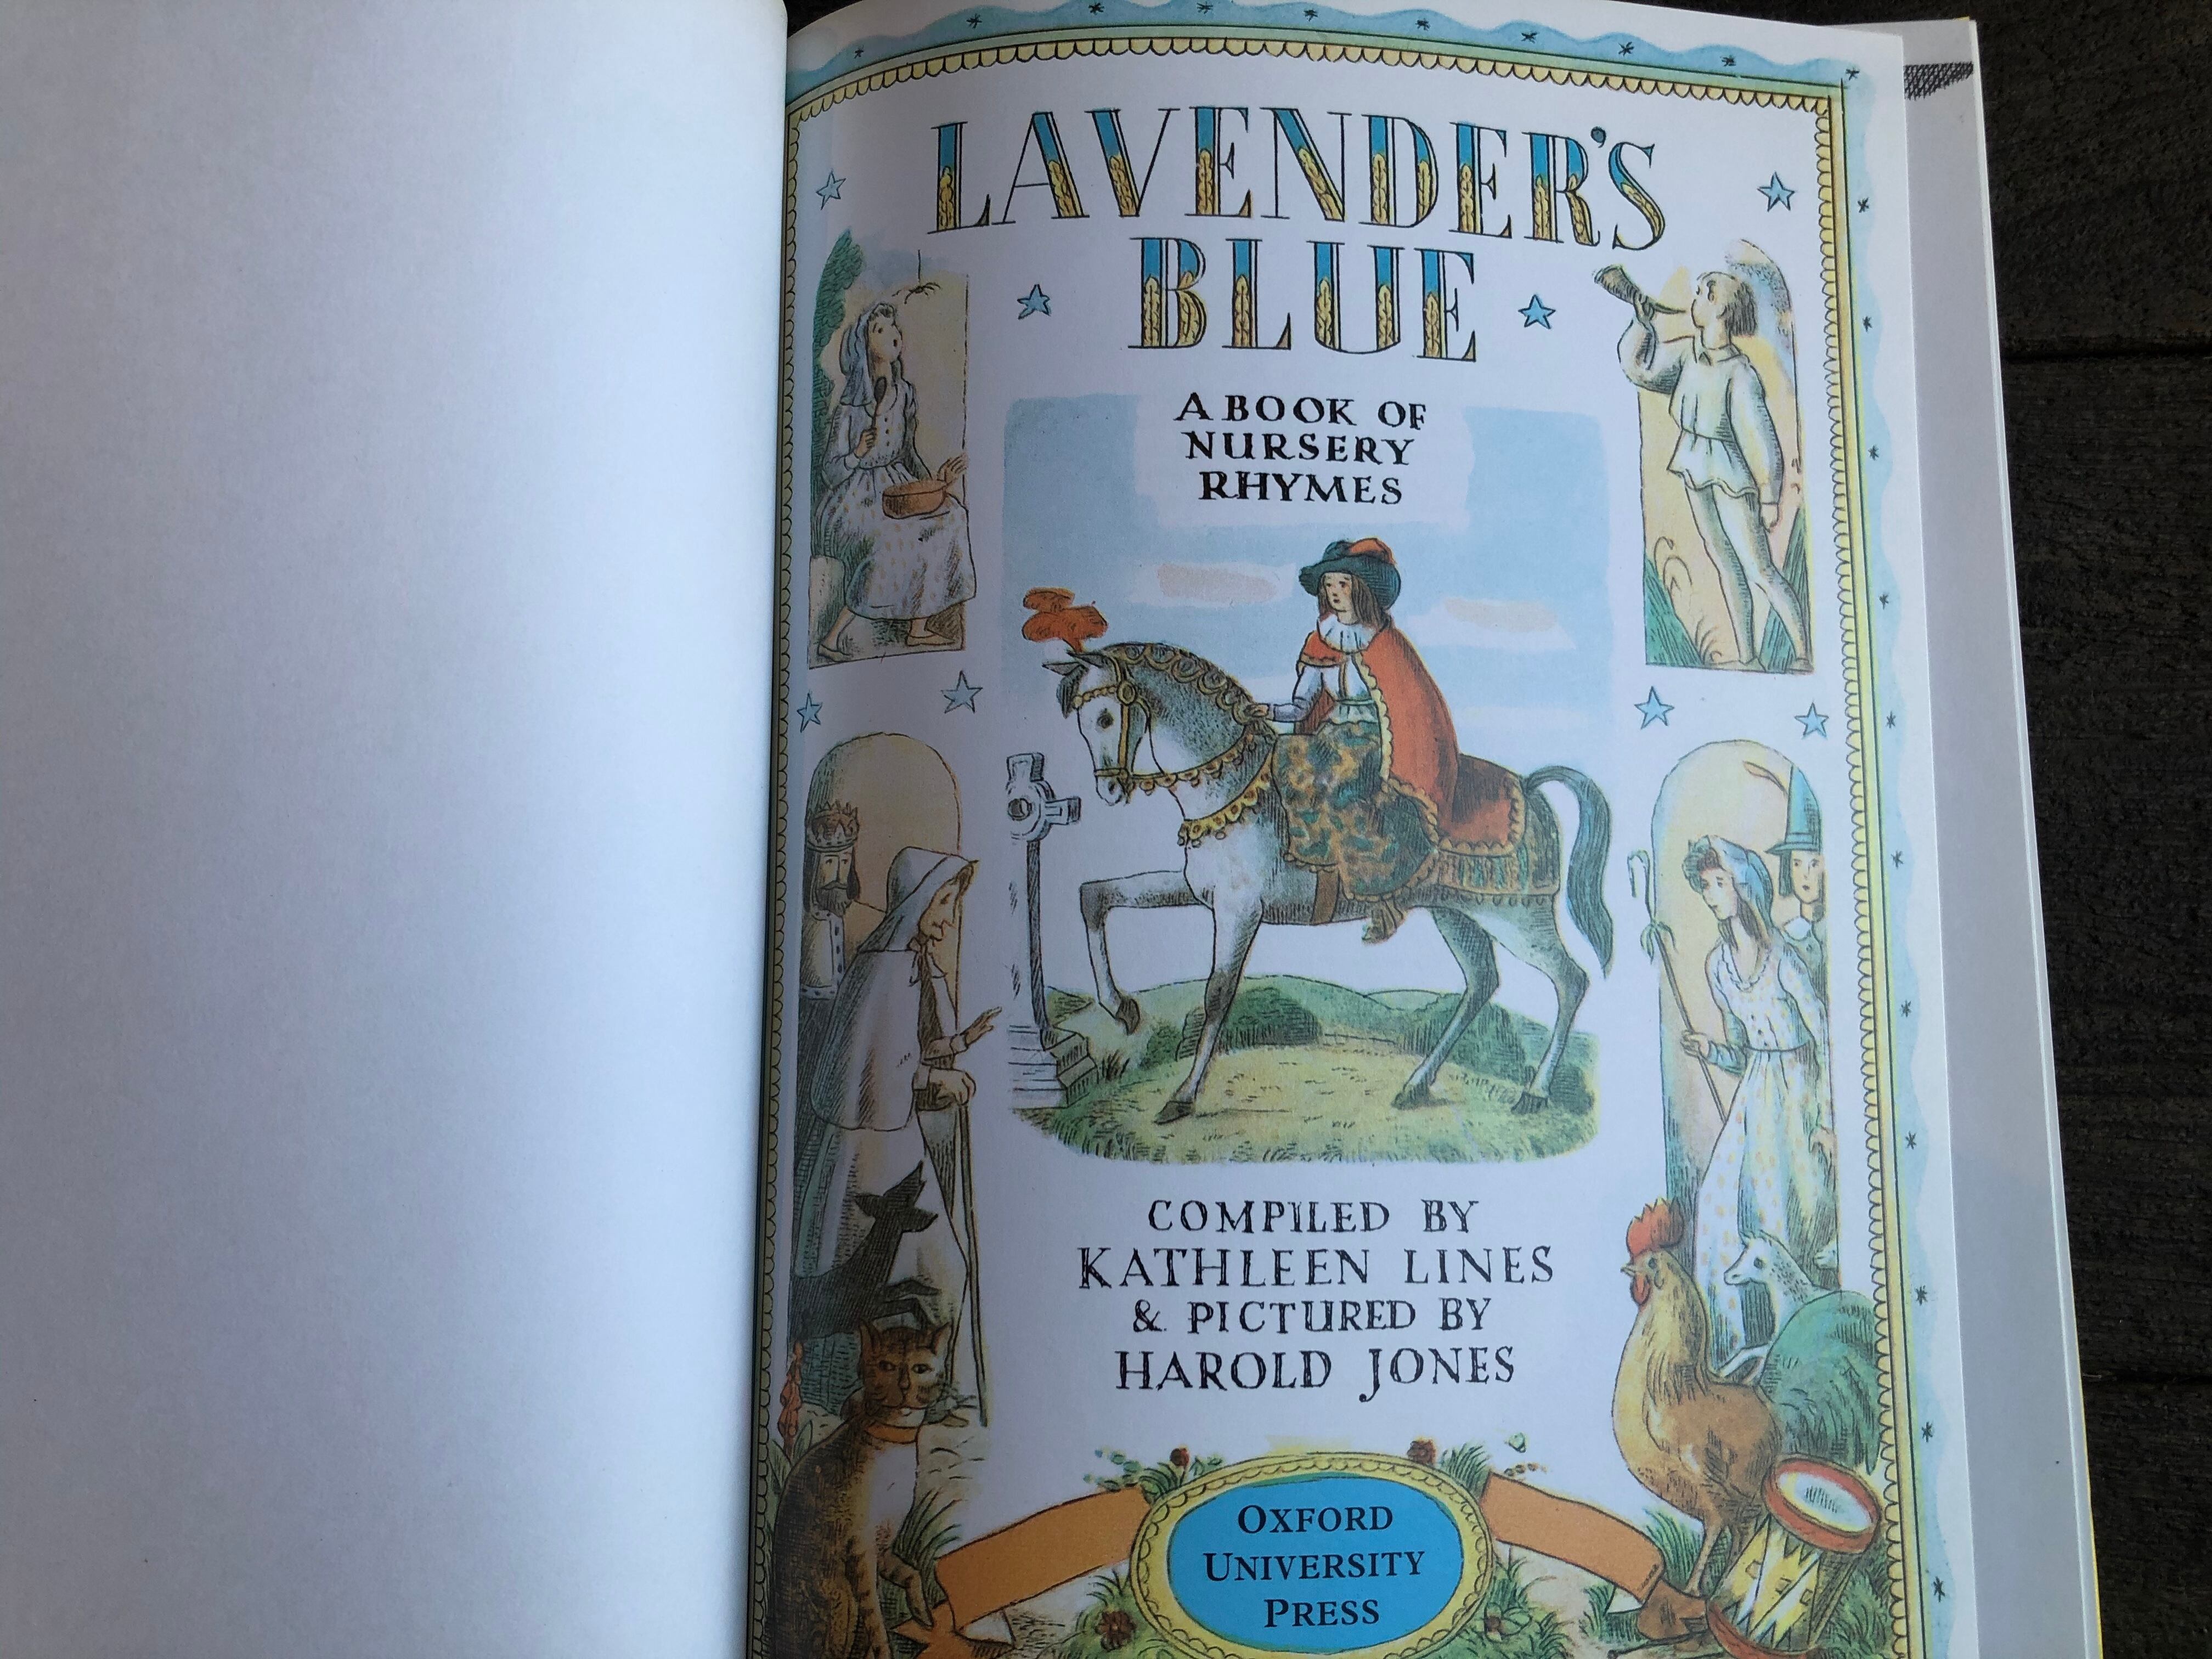 LAVENDER'S
BLUE
A BOOK OF
NURSERY
RHYMES
COMPILED BY
KATHLEEN LINES
& PICTURED BY
HAROLD JONES
OXFORD
UNIVERSITY
PRESS